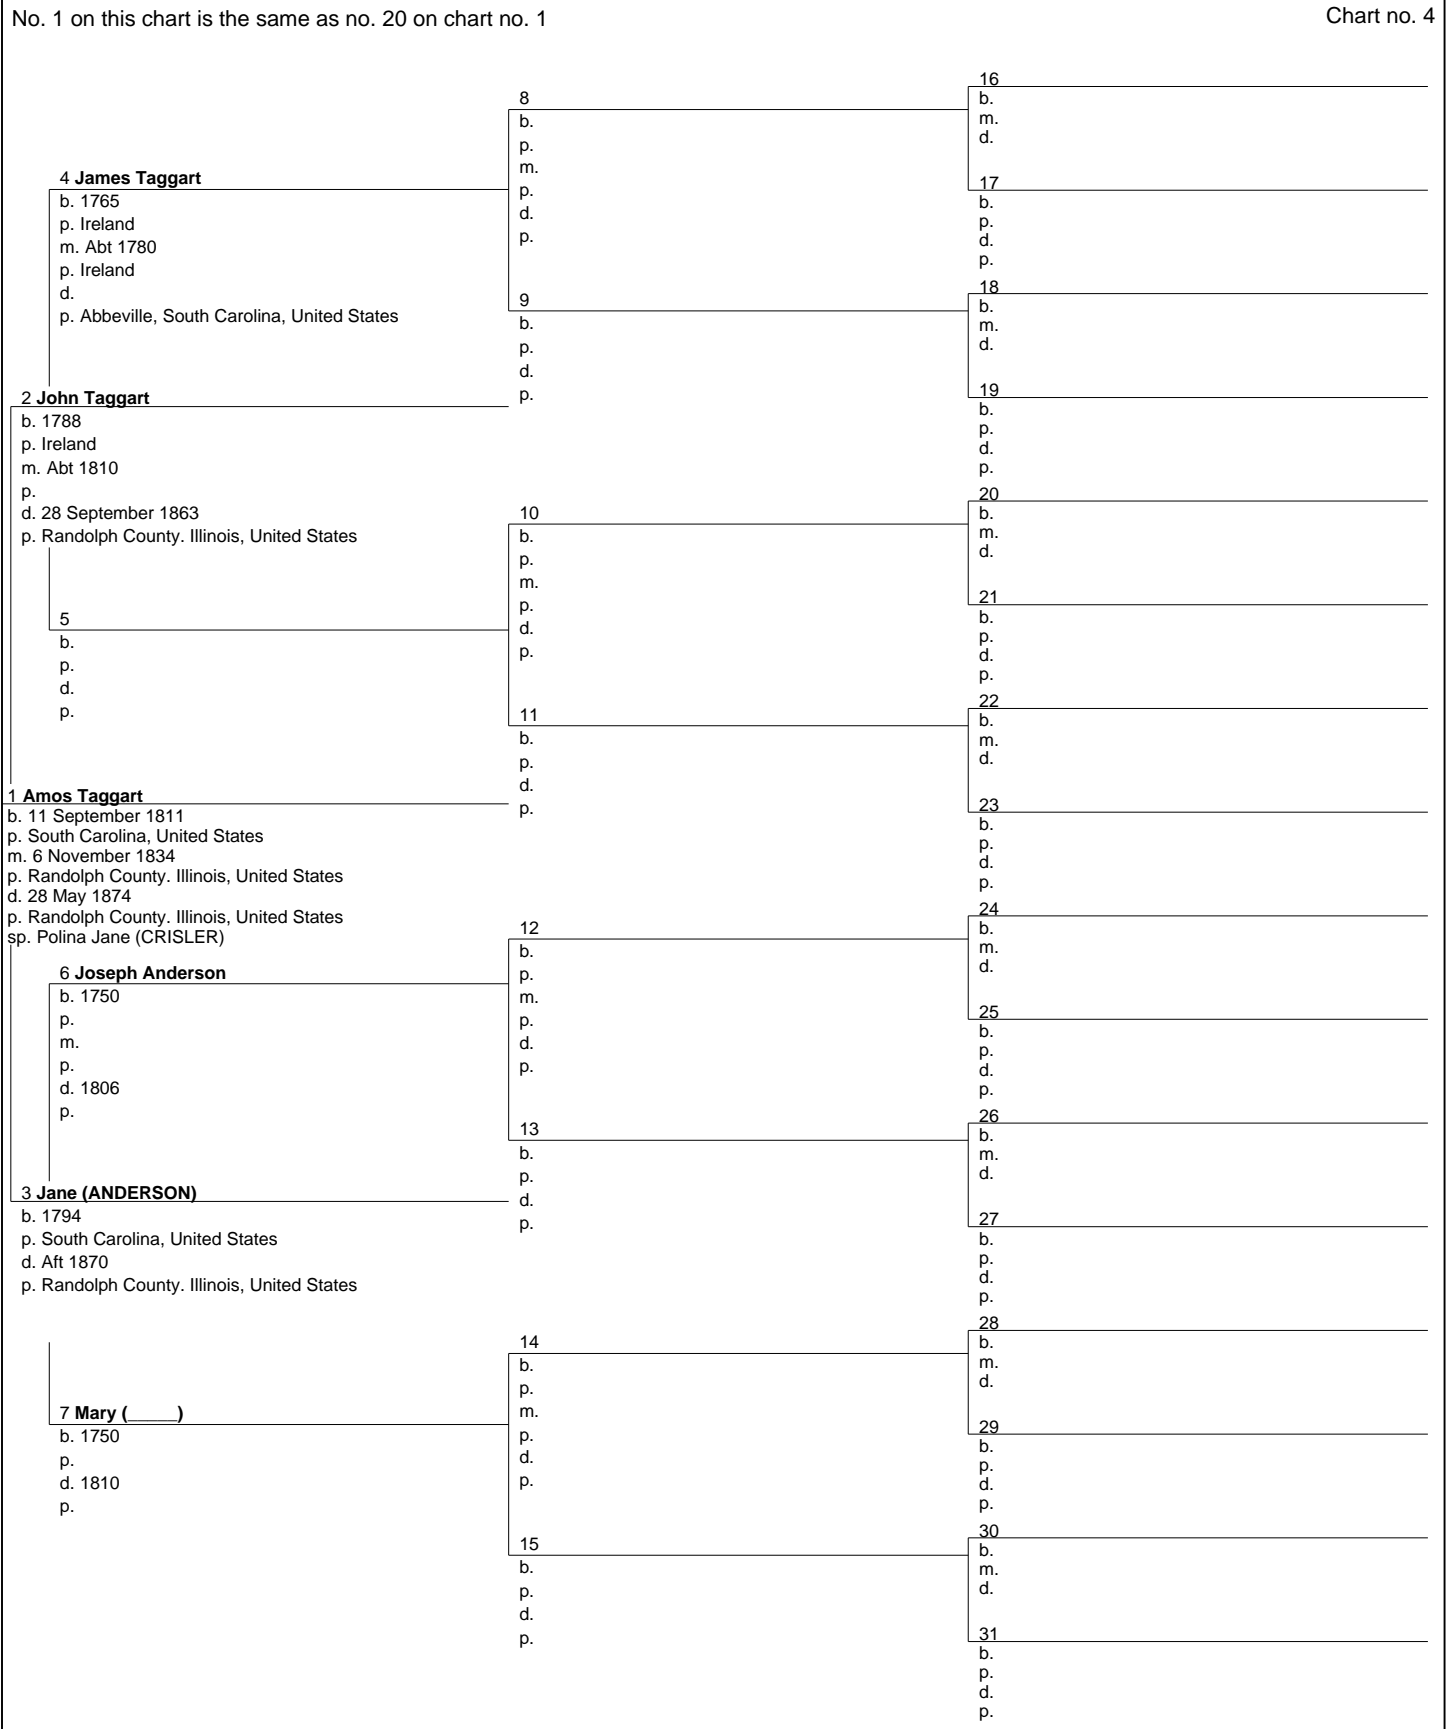 No. 1 on this chart is the same as no. 20 on chart no. 1
Chart no. 4
4 James Taggart
b. 1765
p. Ireland
m. Abt 1780
p. Ireland
d.
p. Abbeville, South Carolina, United States
2 John Taggart
b. 1788
p. Ireland
m. Abt 1810
p.
d. 28 September 1863
p. Randolph County. Illinois, United States
5
b.
p.
d.
p.
1 Amos Taggart
b. 11 September 1811
p. South Carolina, United States
m. 6 November 1834
p. Randolph County. Illinois, United States
d. 28 May 1874
p. Randolph County. Illinois, United States
sp. Polina Jane (CRISLER)
6 Joseph Anderson
b. 1750
p.
m.
p.
d. 1806
p.
3 Jane (ANDERSON)
b. 1794
p. South Carolina, United States
d. Aft 1870
p. Randolph County. Illinois, United States
7 Mary (_____)
b. 1750
p.
d. 1810
p.
8
b.
p.
m.
p.
d.
p.
9
b.
p.
d.
p.
10
b.
p.
m.
p.
d.
p.
11
b.
p.
d.
p.
12
b.
p.
m.
p.
d.
p.
13
b.
p.
d.
p.
14
b.
p.
m.
p.
d.
p.
15
b.
p.
d.
p.
16
b.
m.
d.
17
b.
p.
d.
p.
18
b.
m.
d.
19
b.
p.
d.
p.
20
b.
m.
d.
21
b.
p.
d.
p.
22
b.
m.
d.
23
b.
p.
d.
p.
24
b.
m.
d.
25
b.
p.
d.
p.
26
b.
m.
d.
27
b.
p.
d.
p.
28
b.
m.
d.
29
b.
p.
d.
p.
30
b.
m.
d.
31
b.
p.
d.
p.